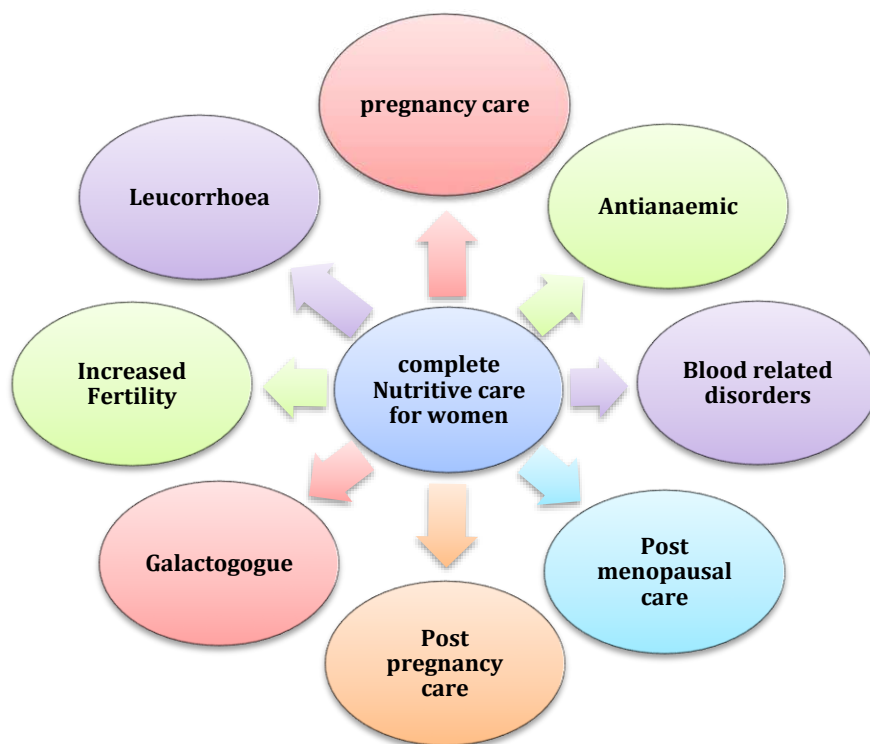 pregnancy care
Leucorrhoea
Antianaemic
Increased
Fertility
complete
Nutritive care
for women
Blood related
disorders
Galactogogue
Post
menopausal
care
Post
pregnancy
care